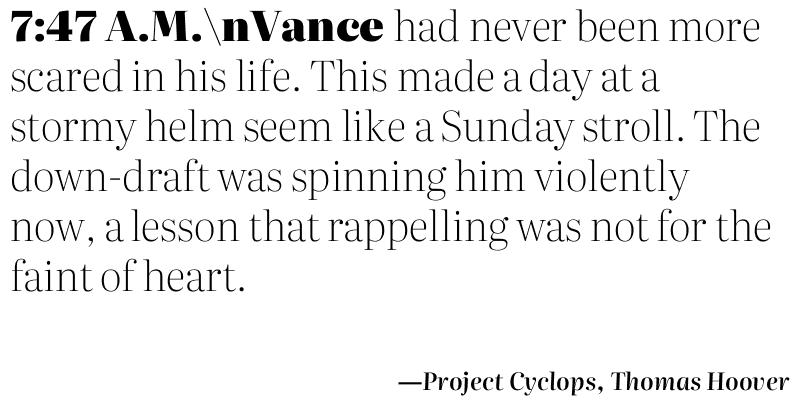 7:47 A.M.\nVance had never been more
scared in his life. This made a day at a
stormy helm seem like a Sunday stroll. The
down-draft was spinning him violently
now, a lesson that rappelling was not for the
faint of heart.
—Project Cyclops, Thomas Hoover